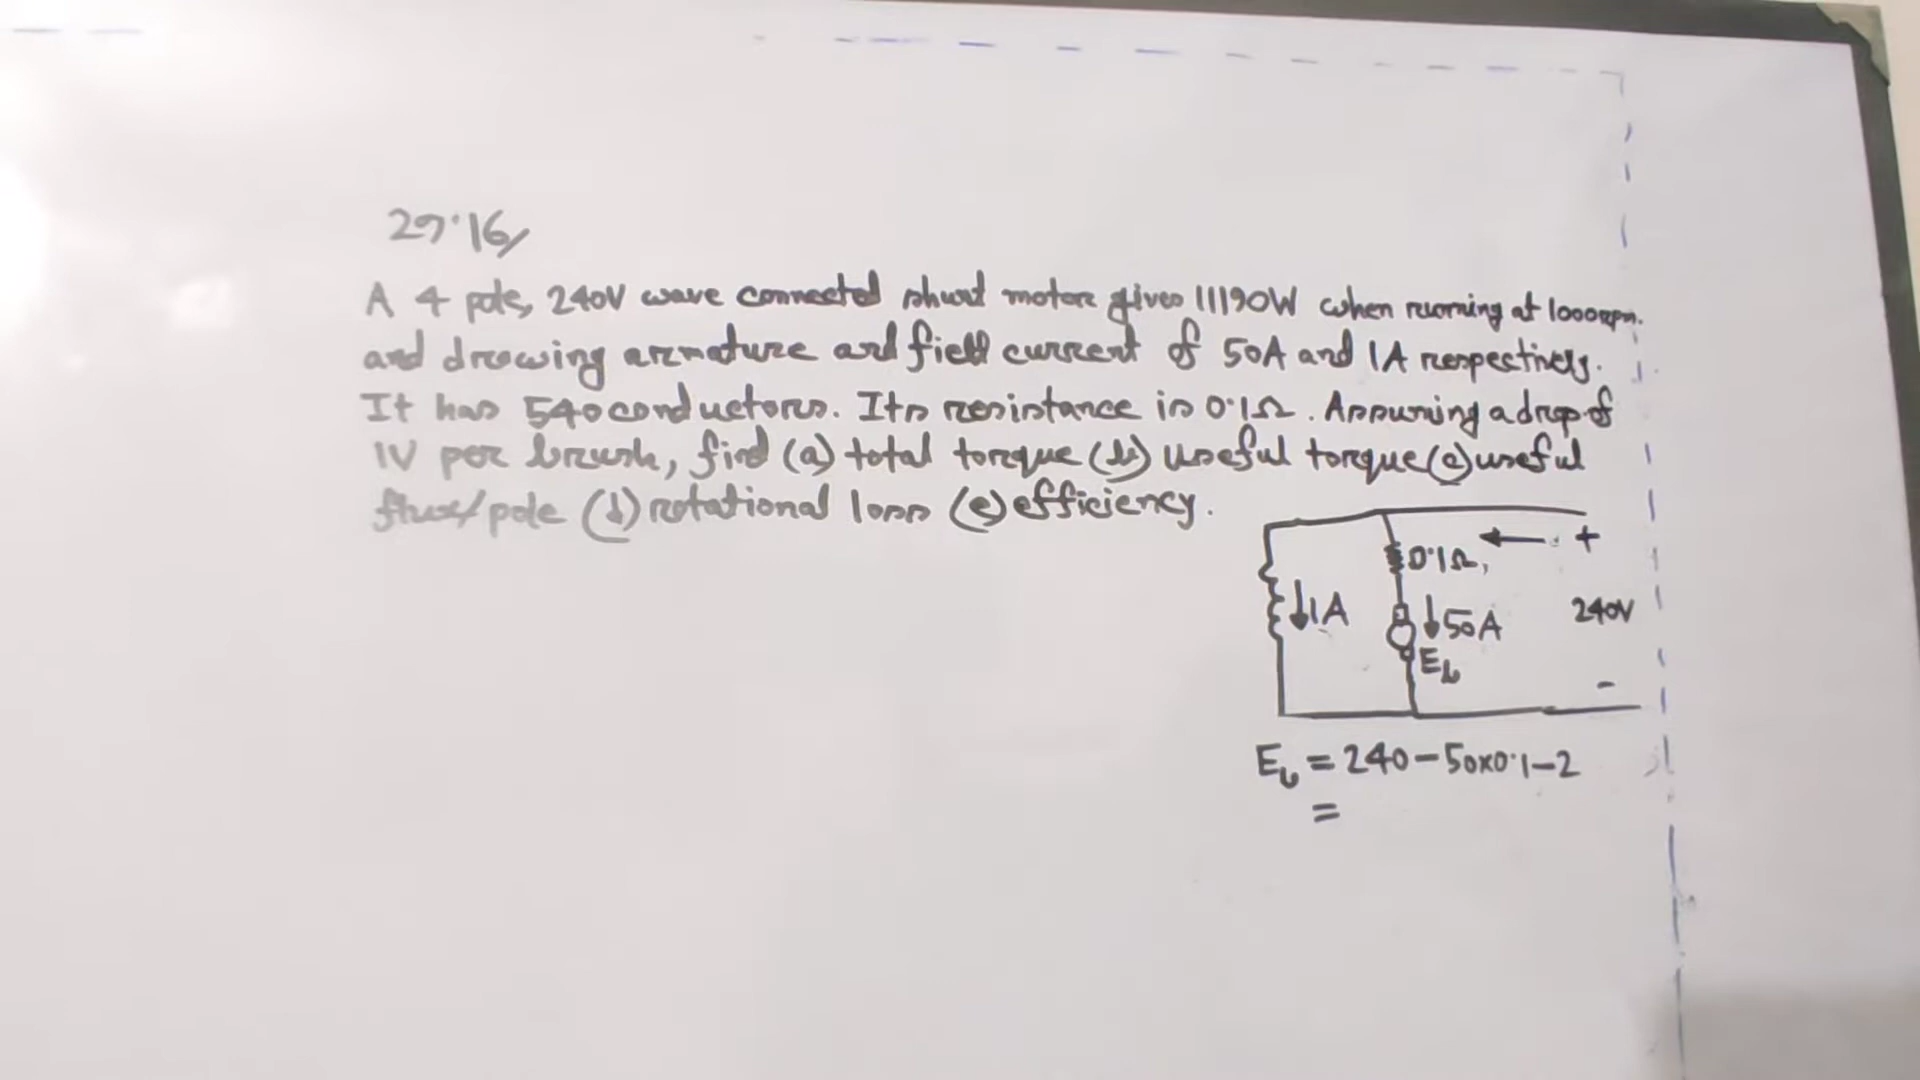 29.16/
A 4 pole, 240V wave connected shunt motor gives 11190W when running at 1000rpm.
and drawing armature and field current of 50A and 1A respectively.
It has 540 conductors. Its resistance is 0.1Ω. Assuming a drop of
1V per brush, find (a) total torque (b) useful torque (c) useful
flux/pole (d) rotational loss (e) efficiency.
0.1Ω,
+
1A
50A
240V
Eb
-
Eb = 240-50x0.1-2
=